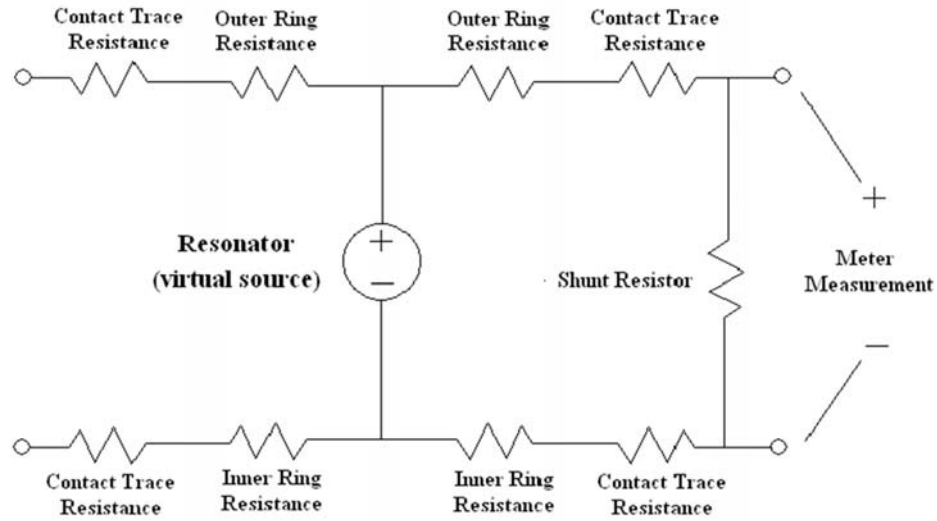 Contact Trace
Resistance
Outer Ring
Resistance
Outer Ring
Resistance
Contact Trace
Resistance
Resonator
(virtual source)
+
−
Shunt Resistor
+
Meter
Measurement
−
Contact Trace
Resistance
Inner Ring
Resistance
Inner Ring
Resistance
Contact Trace
Resistance